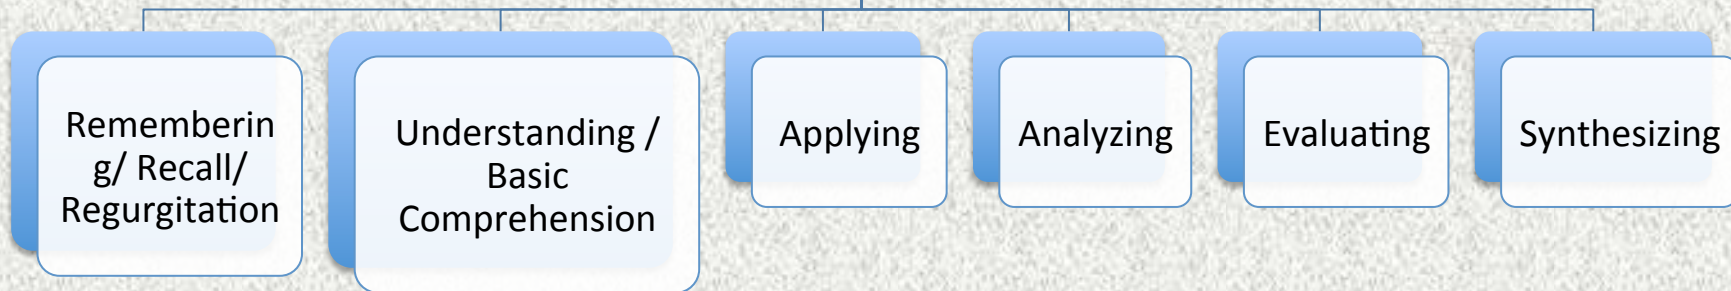 Rememberin
g/ Recall/
Regurgitation
Understanding /
Basic
Comprehension
Applying
Analyzing
Evaluating
Synthesizing